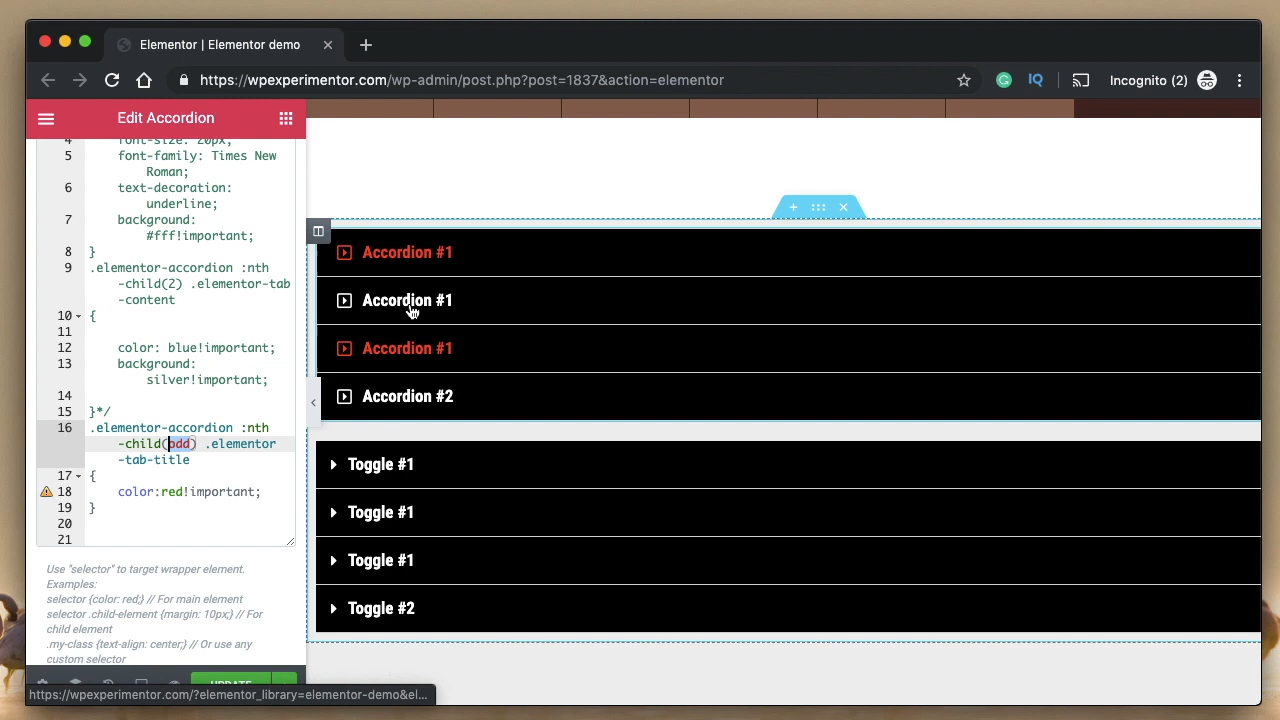 Elementor | Elementor demo
https://wpexperimentor.com/wp-admin/post.php?post=1837&action=elementor
IQ
Incognito (2)
Edit Accordion
4 font-size: 20px;
5 font-family: Times New
Roman;
6 text-decoration:
underline;
7 background:
#fff!important;
8 }
9 .elementor-accordion :nth
-child(2) .elementor-tab
-content
10 {
11
12 color: blue!important;
13 background:
silver!important;
14
15 }*/
16 .elementor-accordion :nth
-child(odd) .elementor
-tab-title
17 {
18 color:red!important;
19 }
20
21
Use "selector" to target wrapper element.
Examples:
selector {color: red;} // For main element
selector .child-element {margin: 10px;} // For
child element
.my-class {text-align: center;} // Or use any
custom selector
UPDATE
https://wpexperimentor.com/?elementor_library=elementor-demo&el...
Accordion #1
Accordion #1
Accordion #1
Accordion #2
Toggle #1
Toggle #1
Toggle #1
Toggle #2